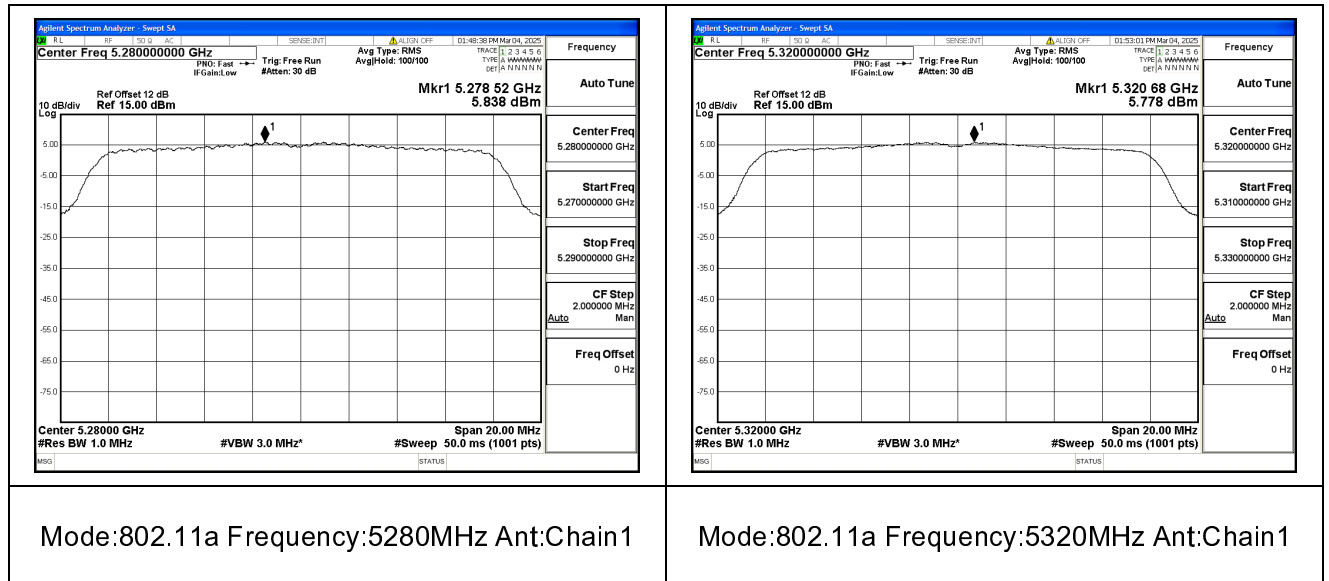 Agilent Spectrum Analyzer - Swept SA
RL RF 50 Ω AC SENSE:INT ALIGN OFF 01:48:38 PM Mar 04, 2025
Center Freq 5.280000000 GHz
PNO: Fast
IFGain:Low
Trig: Free Run
#Atten: 30 dB
Avg Type: RMS
Avg|Hold: 100/100
TRACE 1 2 3 4 5 6
TYPE A WWWWW
DET A N N N N N
Ref Offset 12 dB
10 dB/div Ref 15.00 dBm
Log
Mkr1 5.278 52 GHz
5.838 dBm
1
5.00
-5.00
-15.0
-25.0
-35.0
-45.0
-55.0
-65.0
-75.0
Center 5.28000 GHz Span 20.00 MHz
#Res BW 1.0 MHz #VBW 3.0 MHz* #Sweep 50.0 ms (1001 pts)
MSG STATUS
Frequency
Auto Tune
Center Freq
5.280000000 GHz
Start Freq
5.270000000 GHz
Stop Freq
5.290000000 GHz
CF Step
2.000000 MHz
Auto Man
Freq Offset
0 Hz
Mode:802.11a Frequency:5280MHz Ant:Chain1
Agilent Spectrum Analyzer - Swept SA
RL RF 50 Ω AC SENSE:INT ALIGN OFF 01:53:01 PM Mar 04, 2025
Center Freq 5.320000000 GHz
PNO: Fast
IFGain:Low
Trig: Free Run
#Atten: 30 dB
Avg Type: RMS
Avg|Hold: 100/100
TRACE 1 2 3 4 5 6
TYPE A WWWWW
DET A N N N N N
Ref Offset 12 dB
10 dB/div Ref 15.00 dBm
Log
Mkr1 5.320 68 GHz
5.778 dBm
1
5.00
-5.00
-15.0
-25.0
-35.0
-45.0
-55.0
-65.0
-75.0
Center 5.32000 GHz Span 20.00 MHz
#Res BW 1.0 MHz #VBW 3.0 MHz* #Sweep 50.0 ms (1001 pts)
MSG STATUS
Frequency
Auto Tune
Center Freq
5.320000000 GHz
Start Freq
5.310000000 GHz
Stop Freq
5.330000000 GHz
CF Step
2.000000 MHz
Auto Man
Freq Offset
0 Hz
Mode:802.11a Frequency:5320MHz Ant:Chain1